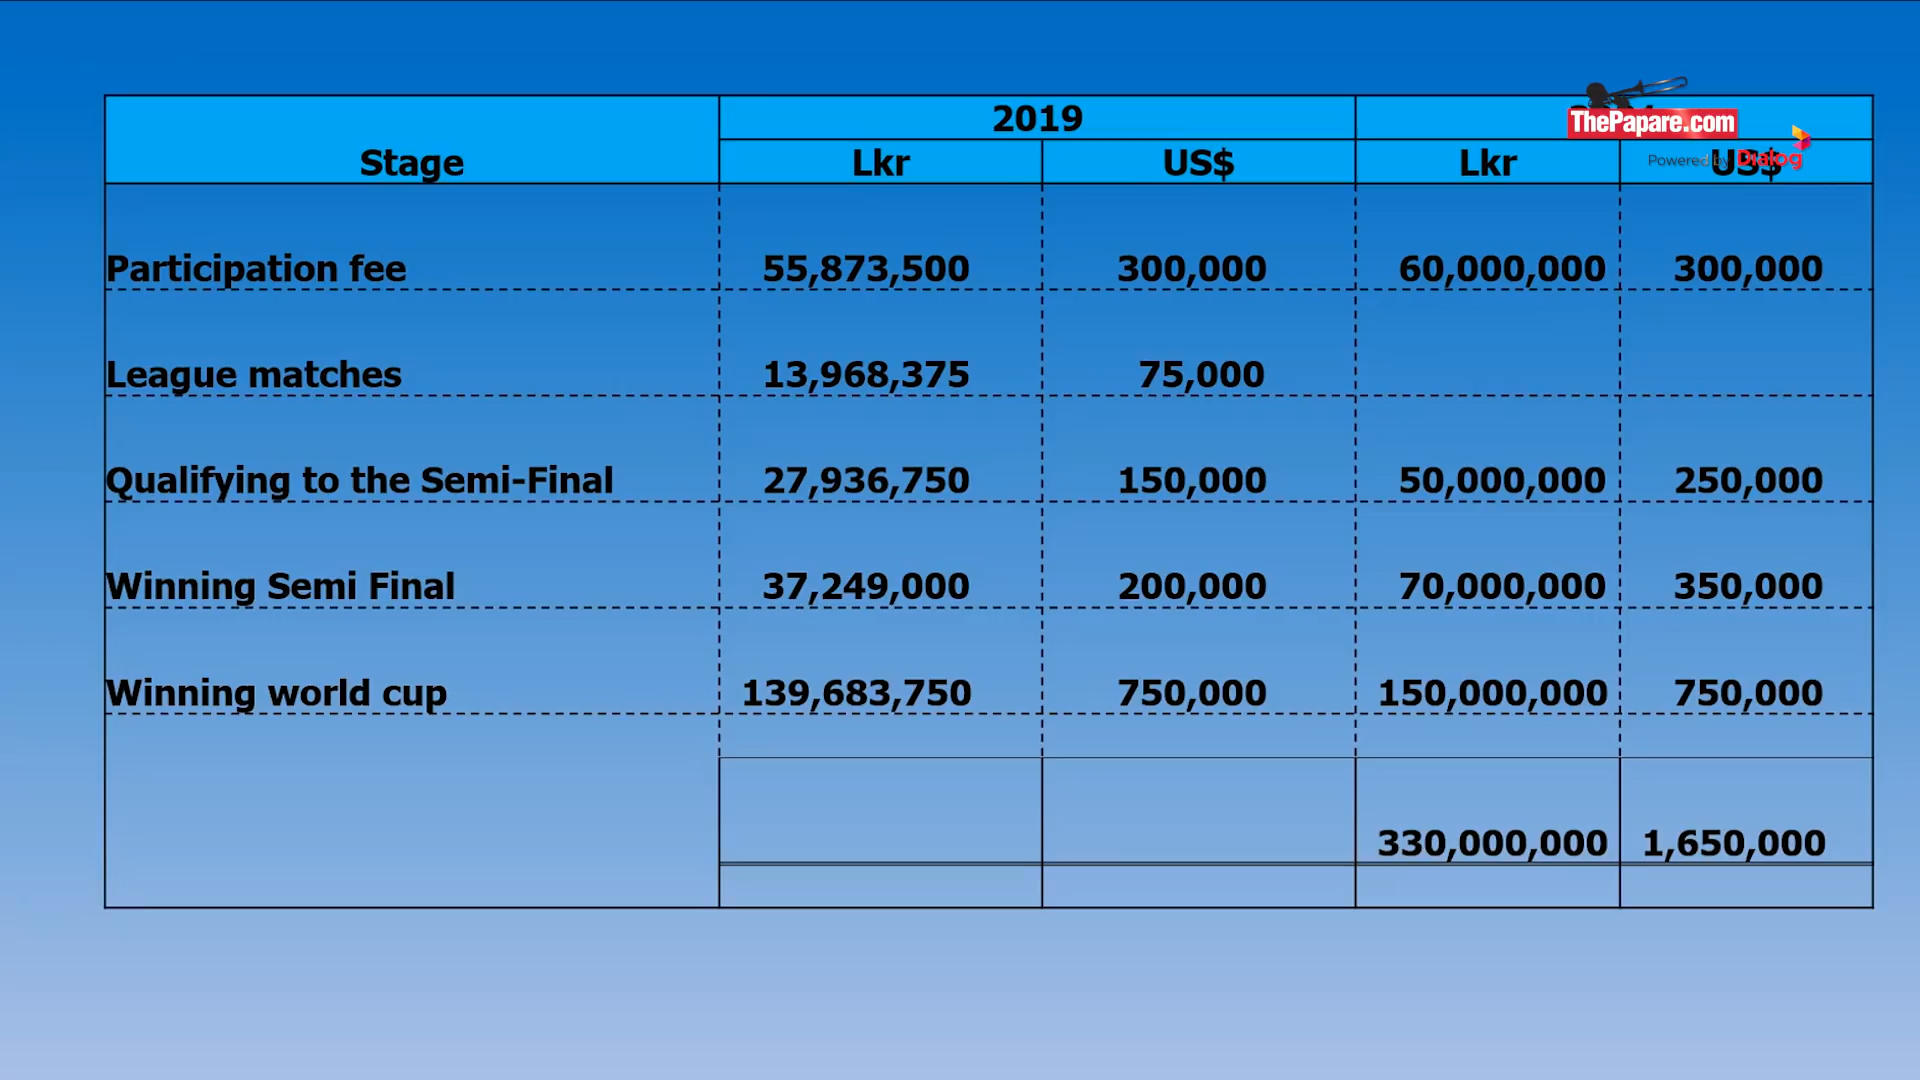 2019
Stage Lkr US$ Lkr US$
ThePapare.com
Powered by Dialog
Participation fee 55,873,500 300,000 60,000,000 300,000
League matches 13,968,375 75,000
Qualifying to the Semi-Final 27,936,750 150,000 50,000,000 250,000
Winning Semi Final 37,249,000 200,000 70,000,000 350,000
Winning world cup 139,683,750 750,000 150,000,000 750,000
330,000,000 1,650,000